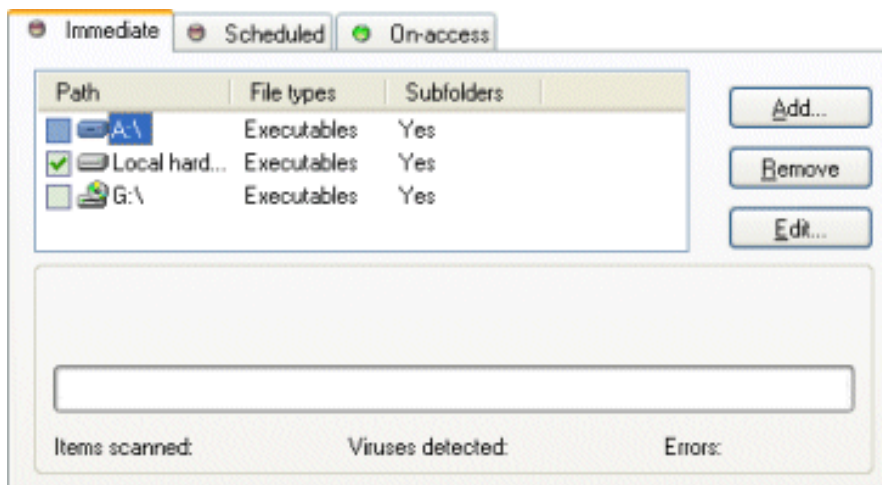 Immediate Scheduled On-access
Path File types Subfolders
A:\ Executables Yes
Local hard... Executables Yes
G:\ Executables Yes
Add...
Remove
Edit...
Items scanned: Viruses detected: Errors: